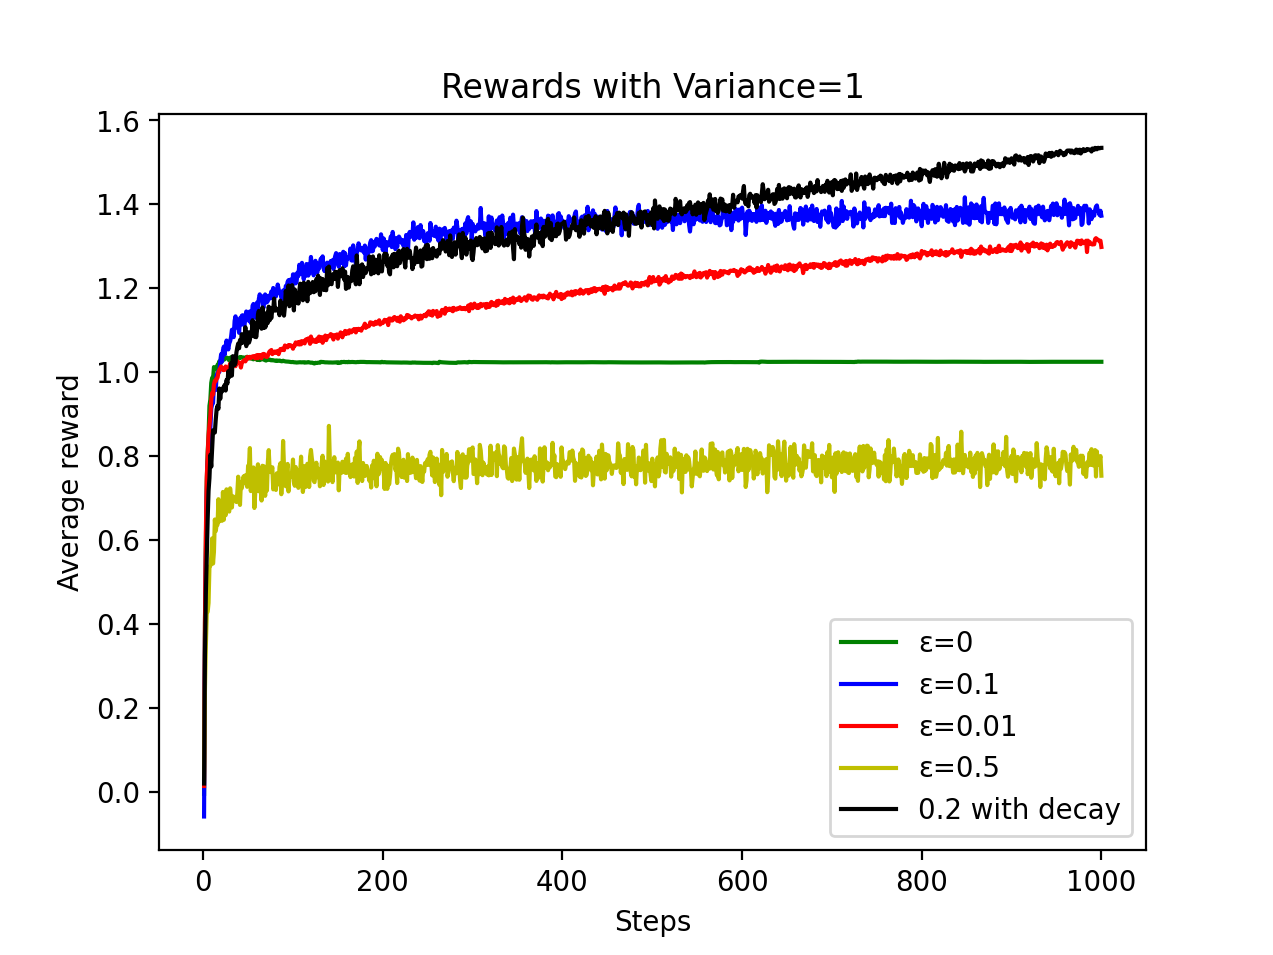 Rewards with Variance=1
1.6
1.4
1.2
1.0
0.8
0.6
0.4
0.2
0.0
Average reward
0 200 400 600 800 1000
Steps
ε=0
ε=0.1
ε=0.01
ε=0.5
0.2 with decay